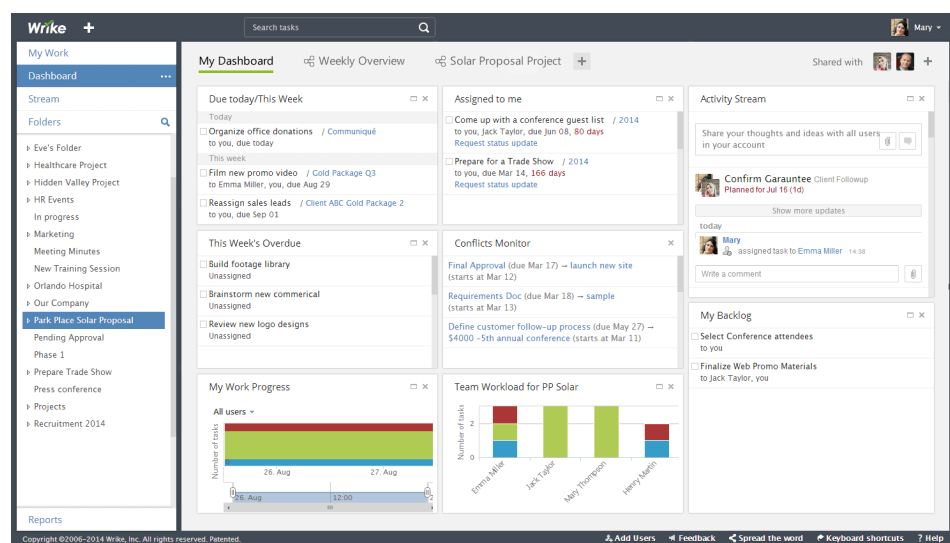 Wrike +
Search tasks
Mary
My Work
Dashboard ...
Stream
Folders
Eve's Folder
Healthcare Project
Hidden Valley Project
HR Events
In progress
Marketing
Meeting Minutes
New Training Session
Orlando Hospital
Our Company
Park Place Solar Proposal
Pending Approval
Phase 1
Prepare Trade Show
Press conference
Projects
Recruitment 2014
Reports
My Dashboard
Weekly Overview
Solar Proposal Project +
Shared with +
Due today/This Week
Today
Organize office donations / Communiqué
to you, due today
This week
Film new promo video / Gold Package Q3
to Emma Miller, you, due Aug 29
Reassign sales leads / Client ABC Gold Package 2
to you, due Sep 01
Assigned to me
Come up with a conference guest list / 2014
to you, Jack Taylor, due Jun 08, 80 days
Request status update
Prepare for a Trade Show / 2014
to you, due Mar 14, 166 days
Request status update
Activity Stream
Share your thoughts and ideas with all users
in your account
Confirm Garauntee Client Followup
Planned for Jul 16 (1d)
Show more updates
today
Mary
assigned task to Emma Miller 14:38
Write a comment
This Week's Overdue
Build footage library
Unassigned
Brainstorm new commerical
Unassigned
Review new logo designs
Unassigned
Conflicts Monitor
Final Approval (due Mar 17) → launch new site
(starts at Mar 12)
Requirements Doc (due Mar 18) → sample
(starts at Mar 13)
Define customer follow-up process (due May 27) →
$4000 -5th annual conference (starts at Mar 11)
My Backlog
Select Conference attendees
to you
Finalize Web Promo Materials
to Jack Taylor, you
My Work Progress
All users
Number of tasks
0
26. Aug
27. Aug
26. Aug
12:00
2
Team Workload for PP Solar
Number of tasks
2
0
Emma Miller
Jack Taylor
Mary Thompson
Henry Martin
Copyright ©2006-2014 Wrike, Inc. All rights reserved. Patented.
Add Users
Feedback
Spread the word
Keyboard shortcuts
? Help